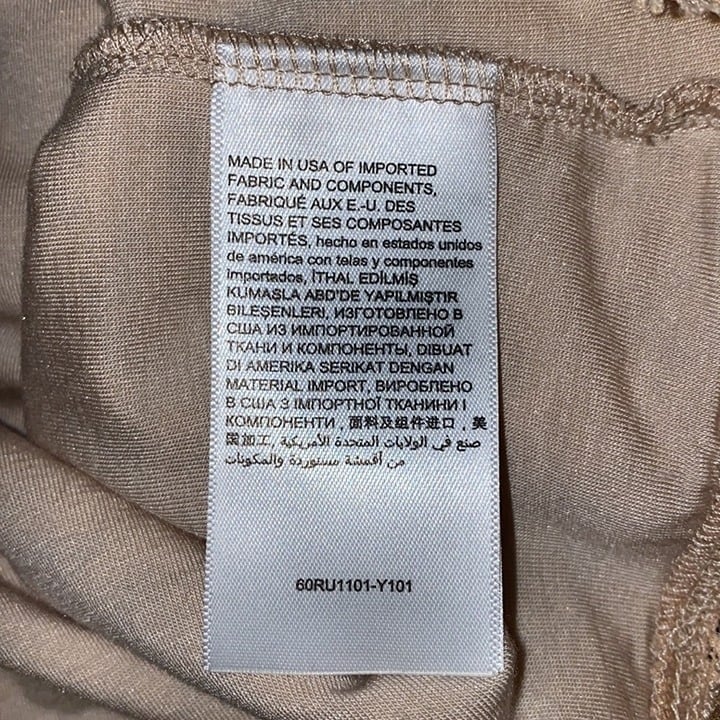 MADE IN USA OF IMPORTED
FABRIC AND COMPONENTS,
FABRIQUÉ AUX E.-U. DES
TISSUS ET SES COMPOSANTES
IMPORTÉS, hecho en estados unidos
de américa con telas y componentes
importados, İTHAL EDİLMİŞ
KUMAŞLA ABD'DE YAPILMIŞTIR
BILEŞENLERI, ИЗГОТОВЛЕНО В
США ИЗ ИМПОРТИРОВАННОЙ
ТКАНИ И КОМПОНЕНТЫ, DIBUAT
DI AMERIKA SERIKAT DENGAN
MATERIAL IMPORT, ВИРОБЛЕНО
В США З ІМПОРТНОЇ ТКАНИНИ І
КОМПОНЕНТИ , 面料及组件进口 , 美
国加工, صنع في الولايات المتحدة الأمريكية
من أقمشة مستوردة والمكونات
60RU1101-Y101